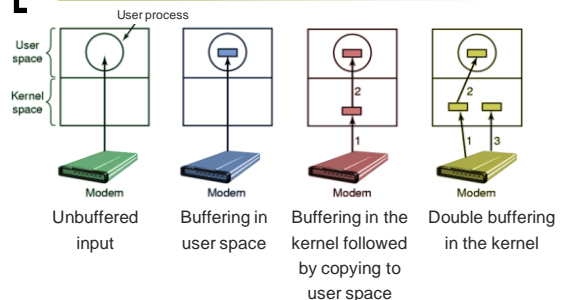 User process
User
space
Kernel
space
2
1
2
1
3
Modem
Modem
Modem
Modem
Unbuffered
input
Buffering in
user space
Buffering in the
kernel followed
by copying to
user space
Double buffering
in the kernel